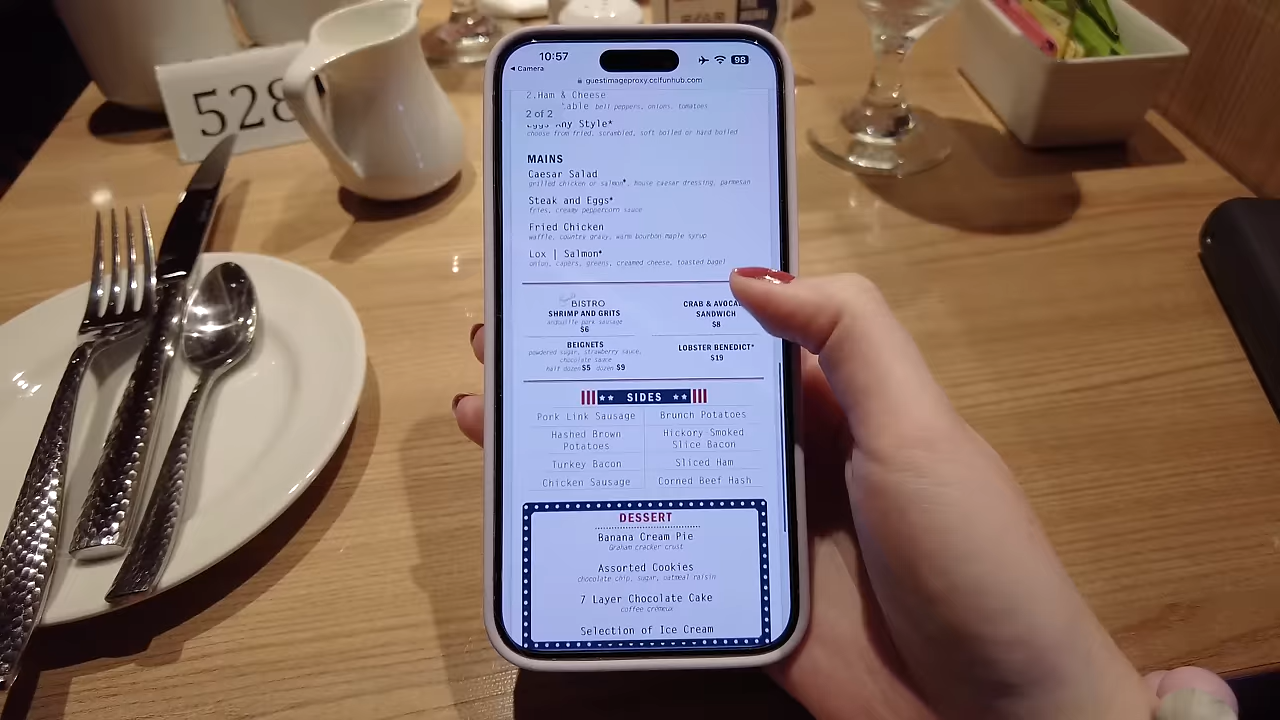 528
10:57
98
Camera
guestimageproxy.cclfunhub.com
2.Ham & Cheese
bell peppers, onions, tomatoes
2 of 2
Any Style*
choose from fried, scrambled, soft boiled or hard boiled
MAINS
Caesar Salad
grilled chicken or salmon*, house caesar dressing, parmesan
Steak and Eggs*
fries, creamy peppercorn sauce
Fried Chicken
waffle, country gravy, warm bourbon maple syrup
Lox | Salmon*
onion, capers, greens, creamed cheese, toasted bagel
BISTRO
SHRIMP AND GRITS
andouille pork sausage
$6
CRAB & AVOCA
SANDWICH
$8
BEIGNETS
powdered sugar, strawberry sauce,
chocolate sauce
half dozen $5 dozen $9
LOBSTER BENEDICT*
$19
SIDES
Pork Link Sausage
Brunch Potatoes
Hashed Brown
Potatoes
Hickory Smoked
Slice Bacon
Turkey Bacon
Sliced Ham
Chicken Sausage
Corned Beef Hash
DESSERT
Banana Cream Pie
Graham cracker crust
Assorted Cookies
chocolate chip, sugar, oatmeal raisin
7 Layer Chocolate Cake
coffee crèmeux
Selection of Ice Cream